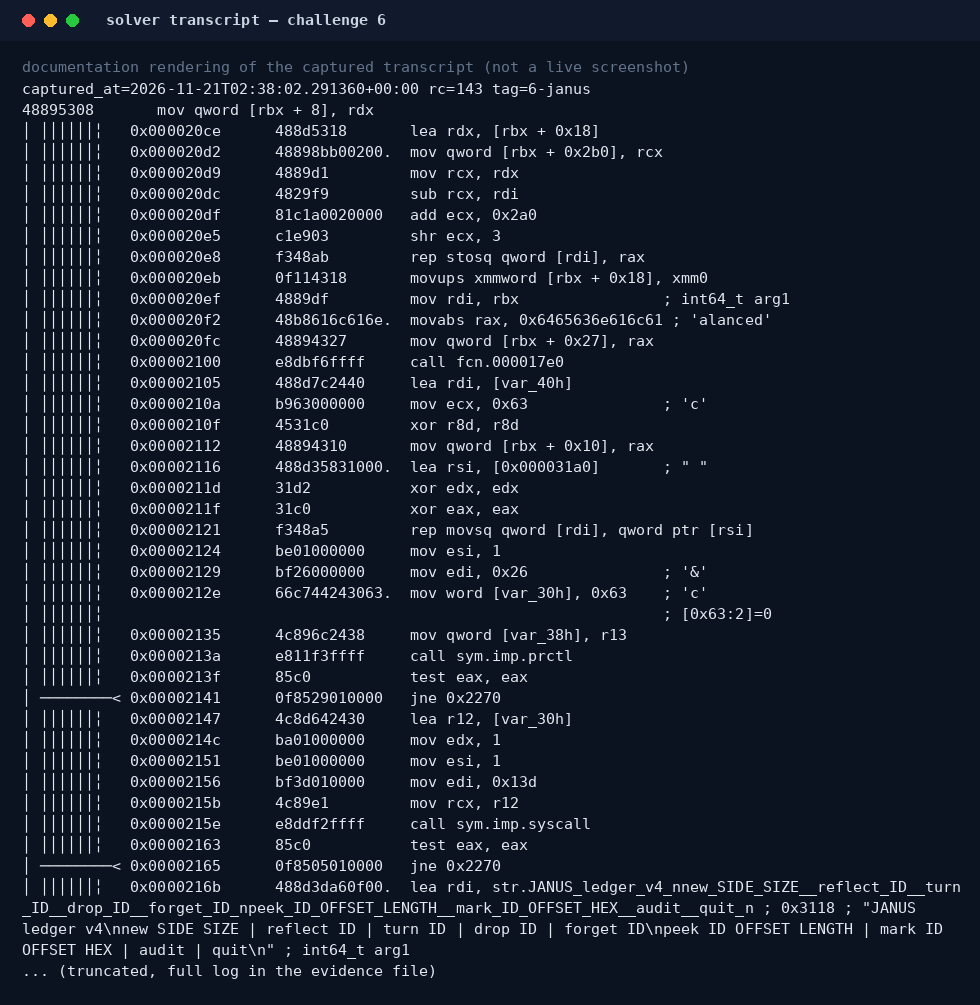 solver transcript — challenge 6
documentation rendering of the captured transcript (not a live screenshot)
captured_at=2026-11-21T02:38:02.291360+00:00 rc=143 tag=6-janus
48895308       mov qword [rbx + 8], rdx
│ ││││││╎   0x000020ce      488d5318       lea rdx, [rbx + 0x18]
│ ││││││╎   0x000020d2      48898bb00200.  mov qword [rbx + 0x2b0], rcx
│ ││││││╎   0x000020d9      4889d1         mov rcx, rdx
│ ││││││╎   0x000020dc      4829f9         sub rcx, rdi
│ ││││││╎   0x000020df      81c1a0020000   add ecx, 0x2a0
│ ││││││╎   0x000020e5      c1e903         shr ecx, 3
│ ││││││╎   0x000020e8      f348ab         rep stosq qword [rdi], rax
│ ││││││╎   0x000020eb      0f114318       movups xmmword [rbx + 0x18], xmm0
│ ││││││╎   0x000020ef      4889df         mov rdi, rbx                ; int64_t arg1
│ ││││││╎   0x000020f2      48b8616c616e.  movabs rax, 0x6465636e616c61 ; 'alanced'
│ ││││││╎   0x000020fc      48894327       mov qword [rbx + 0x27], rax
│ ││││││╎   0x00002100      e8dbf6ffff     call fcn.000017e0
│ ││││││╎   0x00002105      488d7c2440     lea rdi, [var_40h]
│ ││││││╎   0x0000210a      b963000000     mov ecx, 0x63               ; 'c'
│ ││││││╎   0x0000210f      4531c0         xor r8d, r8d
│ ││││││╎   0x00002112      48894310       mov qword [rbx + 0x10], rax
│ ││││││╎   0x00002116      488d35831000.  lea rsi, [0x000031a0]       ; " "
│ ││││││╎   0x0000211d      31d2           xor edx, edx
│ ││││││╎   0x0000211f      31c0           xor eax, eax
│ ││││││╎   0x00002121      f348a5         rep movsq qword [rdi], qword ptr [rsi]
│ ││││││╎   0x00002124      be01000000     mov esi, 1
│ ││││││╎   0x00002129      bf26000000     mov edi, 0x26               ; '&'
│ ││││││╎   0x0000212e      66c744243063.  mov word [var_30h], 0x63    ; 'c'
│ ││││││╎                                                              ; [0x63:2]=0
│ ││││││╎   0x00002135      4c896c2438     mov qword [var_38h], r13
│ ││││││╎   0x0000213a      e811f3ffff     call sym.imp.prctl
│ ││││││╎   0x0000213f      85c0           test eax, eax
│ ────────< 0x00002141      0f8529010000   jne 0x2270
│ ││││││╎   0x00002147      4c8d642430     lea r12, [var_30h]
│ ││││││╎   0x0000214c      ba01000000     mov edx, 1
│ ││││││╎   0x00002151      be01000000     mov esi, 1
│ ││││││╎   0x00002156      bf3d010000     mov edi, 0x13d
│ ││││││╎   0x0000215b      4c89e1         mov rcx, r12
│ ││││││╎   0x0000215e      e8ddf2ffff     call sym.imp.syscall
│ ││││││╎   0x00002163      85c0           test eax, eax
│ ────────< 0x00002165      0f8505010000   jne 0x2270
│ ││││││╎   0x0000216b      488d3da60f00.  lea rdi, str.JANUS_ledger_v4_nnew_SIDE_SIZE__reflect_ID__turn
_ID__drop_ID__forget_ID_npeek_ID_OFFSET_LENGTH__mark_ID_OFFSET_HEX__audit__quit_n ; 0x3118 ; "JANUS
ledger v4\nnew SIDE SIZE | reflect ID | turn ID | drop ID | forget ID\npeek ID OFFSET LENGTH | mark ID
OFFSET HEX | audit | quit\n" ; int64_t arg1
... (truncated, full log in the evidence file)